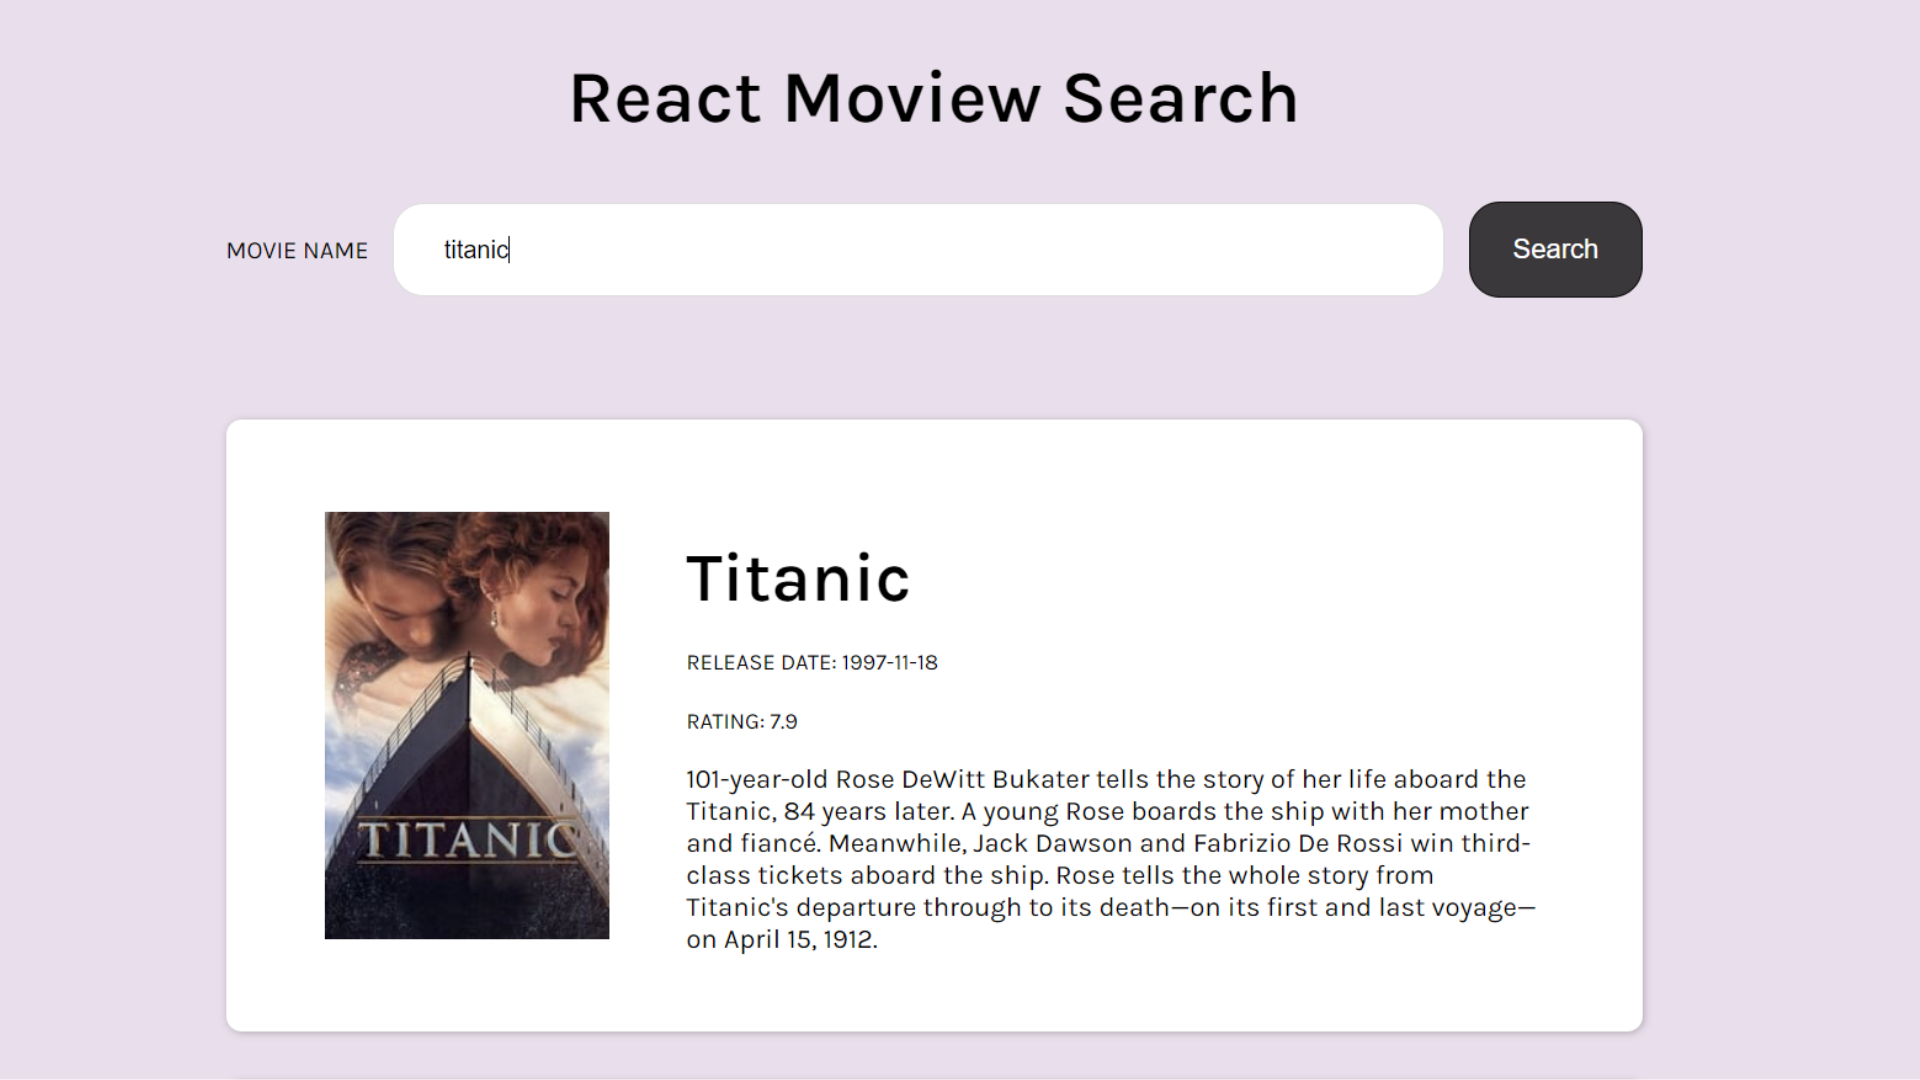 React Moview Search
MOVIE NAME
titanic
Search
TITANIC
Titanic
RELEASE DATE: 1997-11-18
RATING: 7.9
101-year-old Rose DeWitt Bukater tells the story of her life aboard the
Titanic, 84 years later. A young Rose boards the ship with her mother
and fiancé. Meanwhile, Jack Dawson and Fabrizio De Rossi win third-
class tickets aboard the ship. Rose tells the whole story from
Titanic's departure through to its death—on its first and last voyage—
on April 15, 1912.